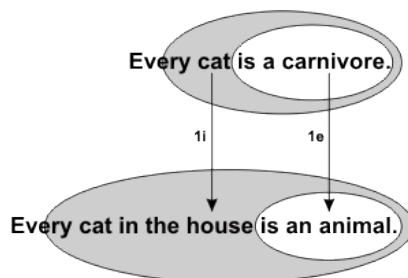 Every cat is a carnivore.
1i 1e
Every cat in the house is an animal.